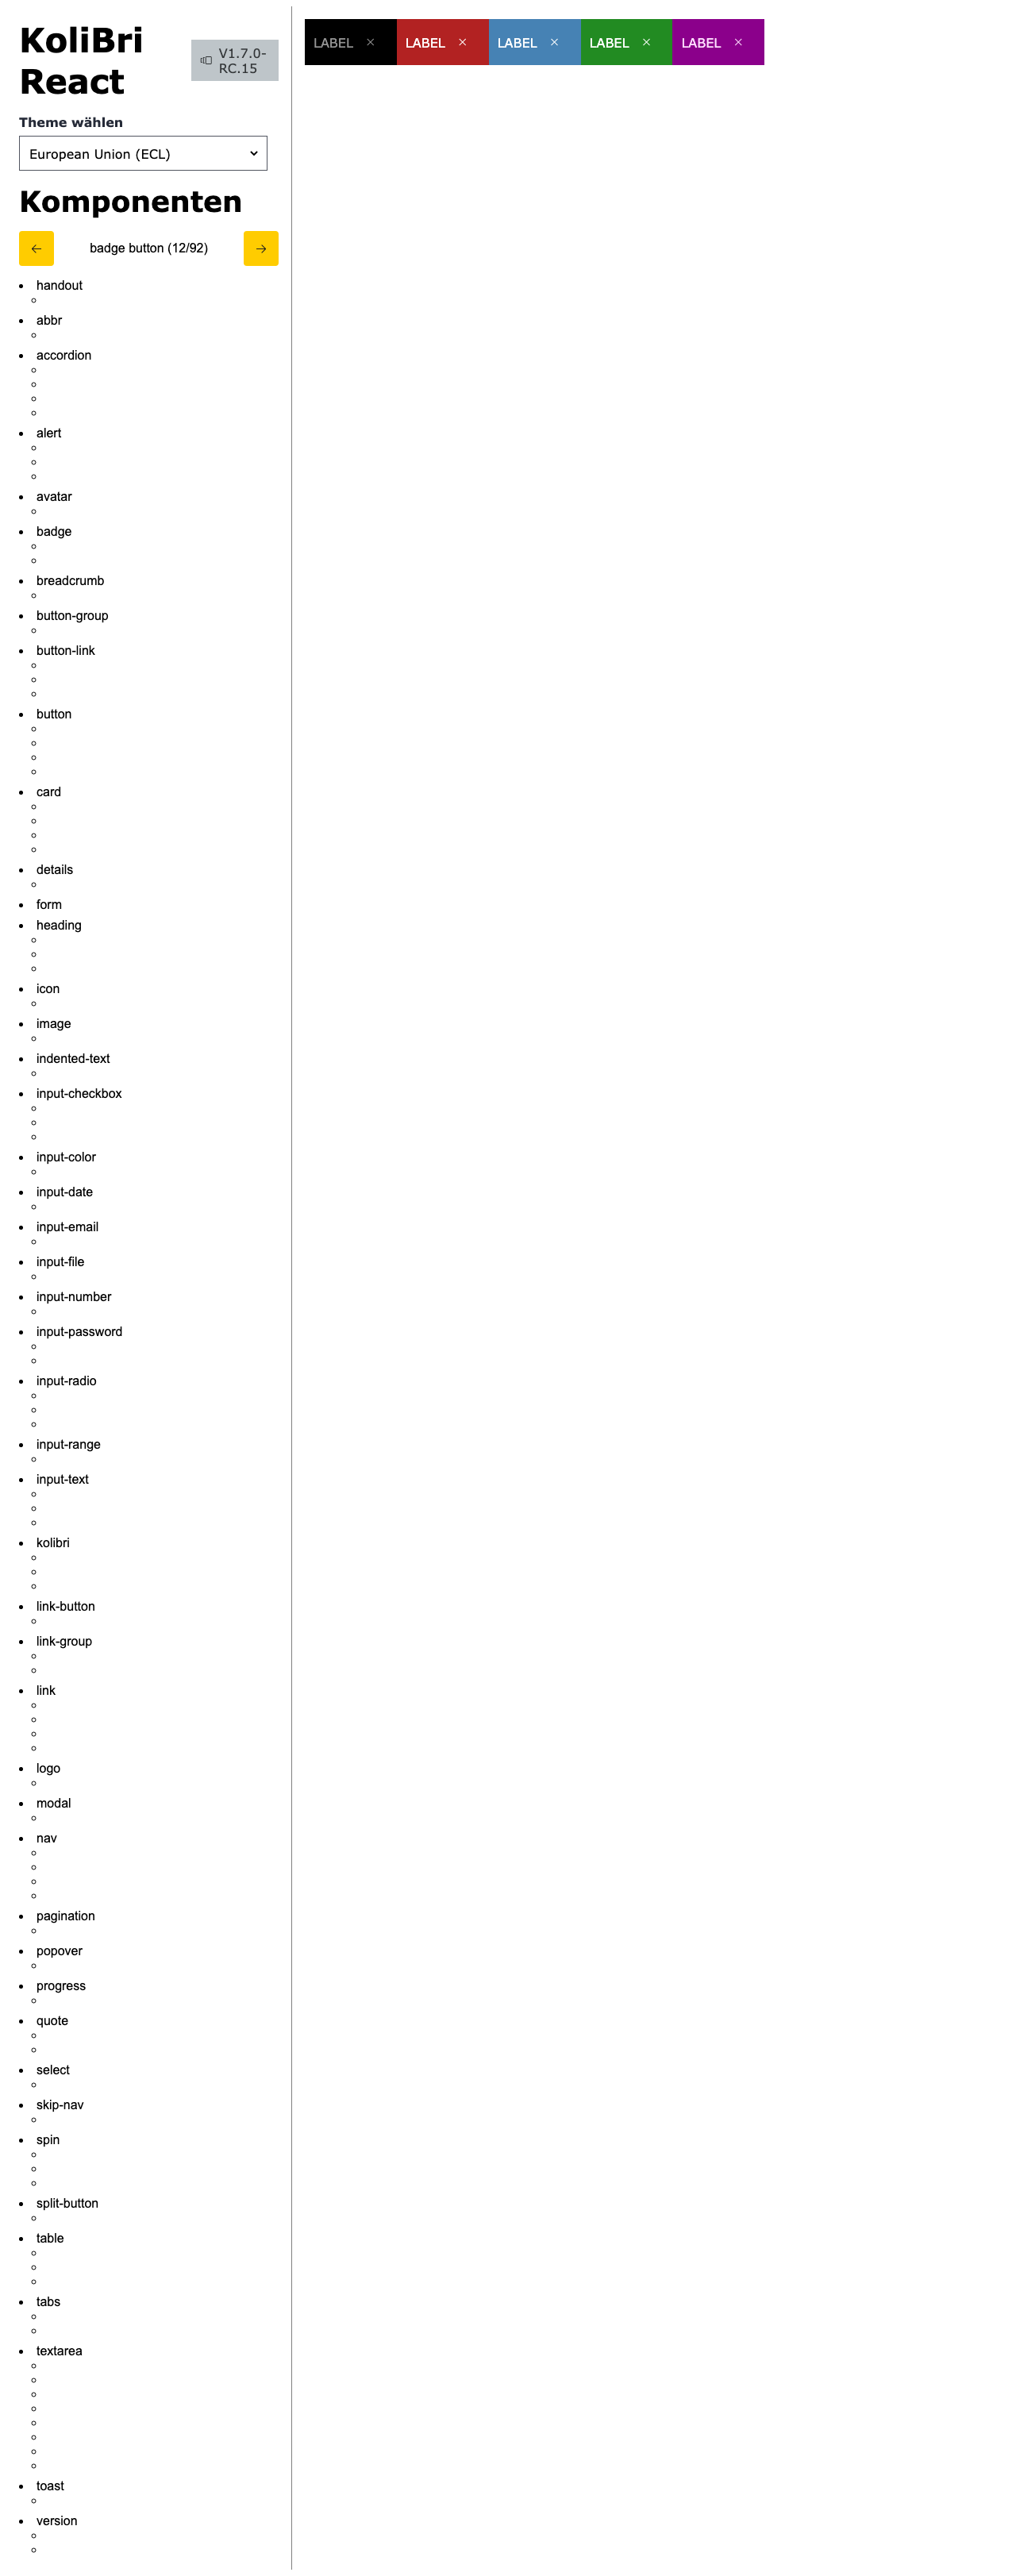 KoliBri
React
V1.7.0-
RC.15
Theme wählen
European Union (ECL)
Komponenten
badge button (12/92)
handout
abbr
accordion
alert
avatar
badge
breadcrumb
button-group
button-link
button
card
details
form
heading
icon
image
indented-text
input-checkbox
input-color
input-date
input-email
input-file
input-number
input-password
input-radio
input-range
input-text
kolibri
link-button
link-group
link
logo
modal
nav
pagination
popover
progress
quote
select
skip-nav
spin
split-button
table
tabs
textarea
toast
version
LABEL LABEL LABEL LABEL LABEL